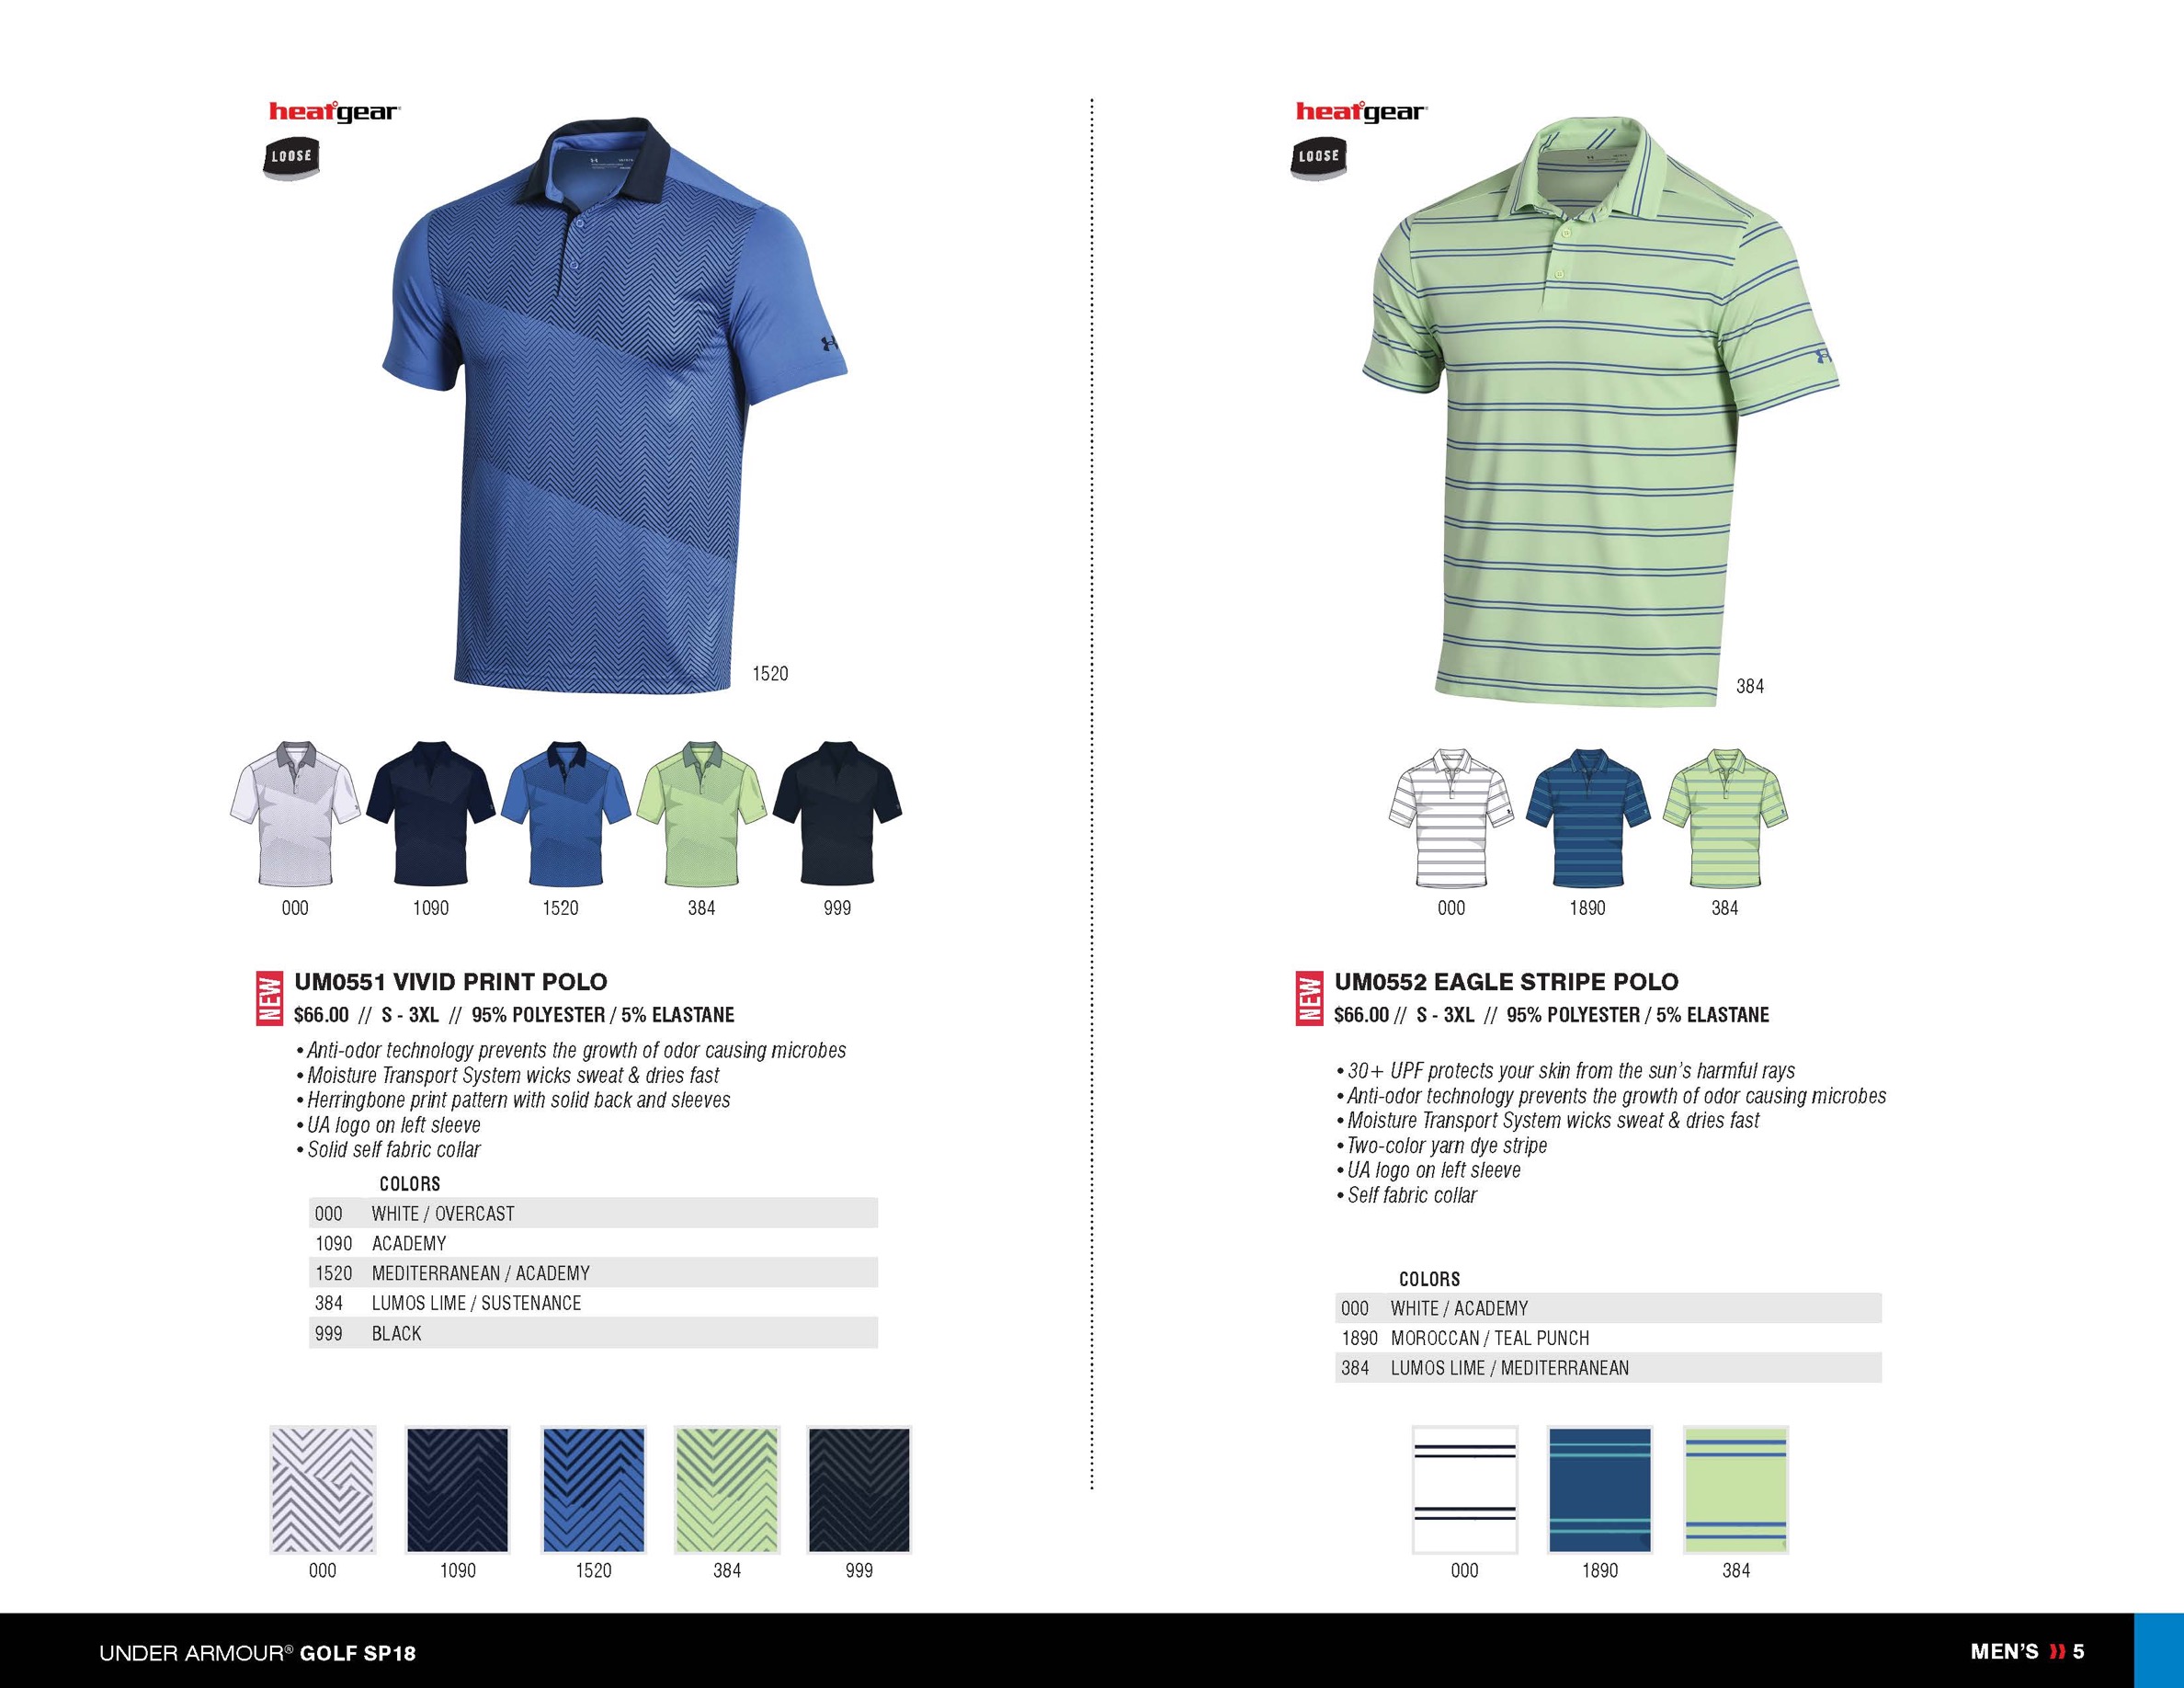 heatgear
LOOSE
1520
000
1090
1520
384
999
NEW
UM0551 VIVID PRINT POLO
$66.00 // S - 3XL // 95% POLYESTER / 5% ELASTANE
• Anti-odor technology prevents the growth of odor causing microbes
• Moisture Transport System wicks sweat & dries fast
• Herringbone print pattern with solid back and sleeves
• UA logo on left sleeve
• Solid self fabric collar
COLORS
000 WHITE / OVERCAST
1090 ACADEMY
1520 MEDITERRANEAN / ACADEMY
384 LUMOS LIME / SUSTENANCE
999 BLACK
000
1090
1520
384
999
heatgear
LOOSE
384
000
1890
384
NEW
UM0552 EAGLE STRIPE POLO
$66.00 // S - 3XL // 95% POLYESTER / 5% ELASTANE
• 30+ UPF protects your skin from the sun's harmful rays
• Anti-odor technology prevents the growth of odor causing microbes
• Moisture Transport System wicks sweat & dries fast
• Two-color yarn dye stripe
• UA logo on left sleeve
• Self fabric collar
COLORS
000 WHITE / ACADEMY
1890 MOROCCAN / TEAL PUNCH
384 LUMOS LIME / MEDITERRANEAN
000
1890
384
UNDER ARMOUR® GOLF SP18
MEN'S 5